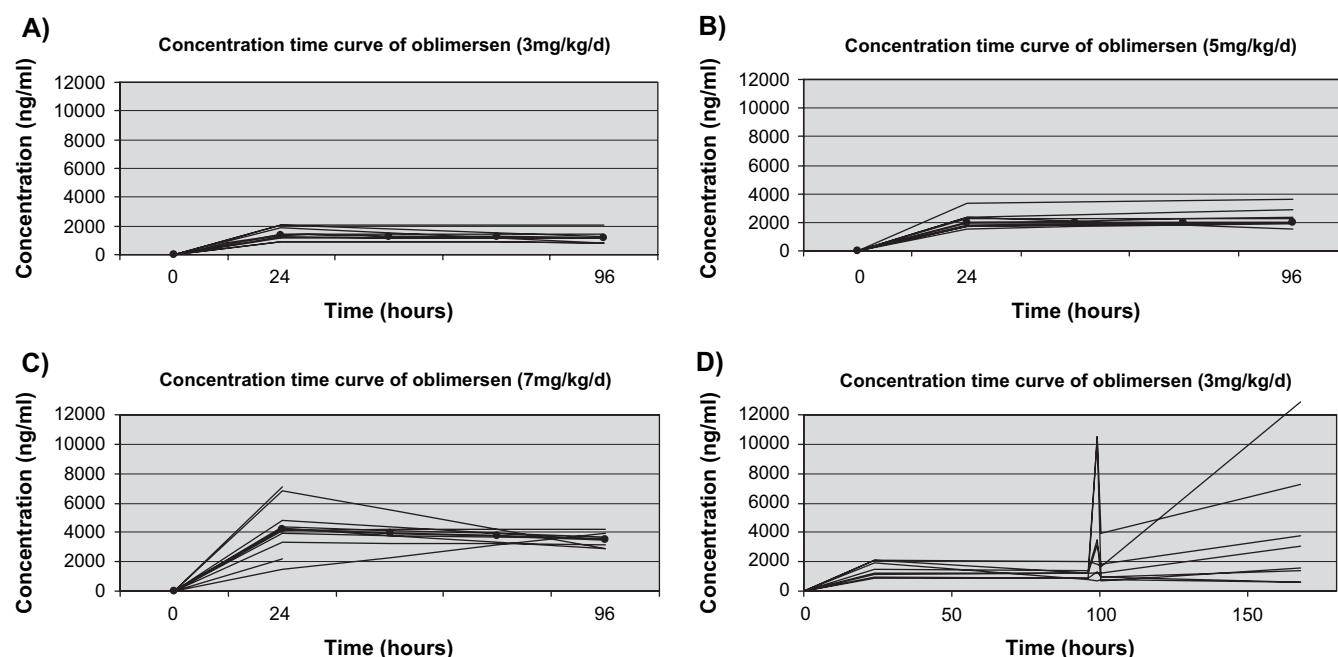 A)
Concentration time curve of oblimersen (3mg/kg/d)
Concentration (ng/ml)
12000
10000
8000
6000
4000
2000
0
0 24 96
Time (hours)
B)
Concentration time curve of oblimersen (5mg/kg/d)
Concentration (ng/ml)
12000
10000
8000
6000
4000
2000
0
0 24 96
Time (hours)
C)
Concentration time curve of oblimersen (7mg/kg/d)
Concentration (ng/ml)
12000
10000
8000
6000
4000
2000
0
0 24 96
Time (hours)
D)
Concentration time curve of oblimersen (3mg/kg/d)
Concentration (ng/ml)
12000
10000
8000
6000
4000
2000
0
0 50 100 150
Time (hours)